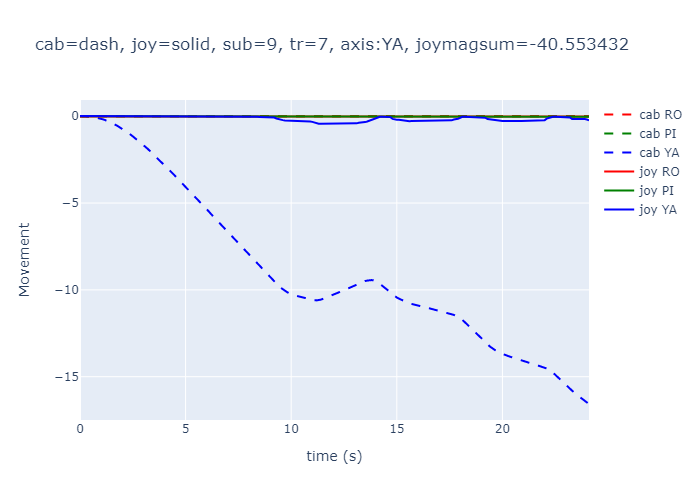 cab=dash, joy=solid, sub=9, tr=7, axis:YA, joymagsum=-40.553432
0
−5
−10
−15
Movement
0
5
10
15
20
time (s)
cab RO
cab PI
cab YA
joy RO
joy PI
joy YA